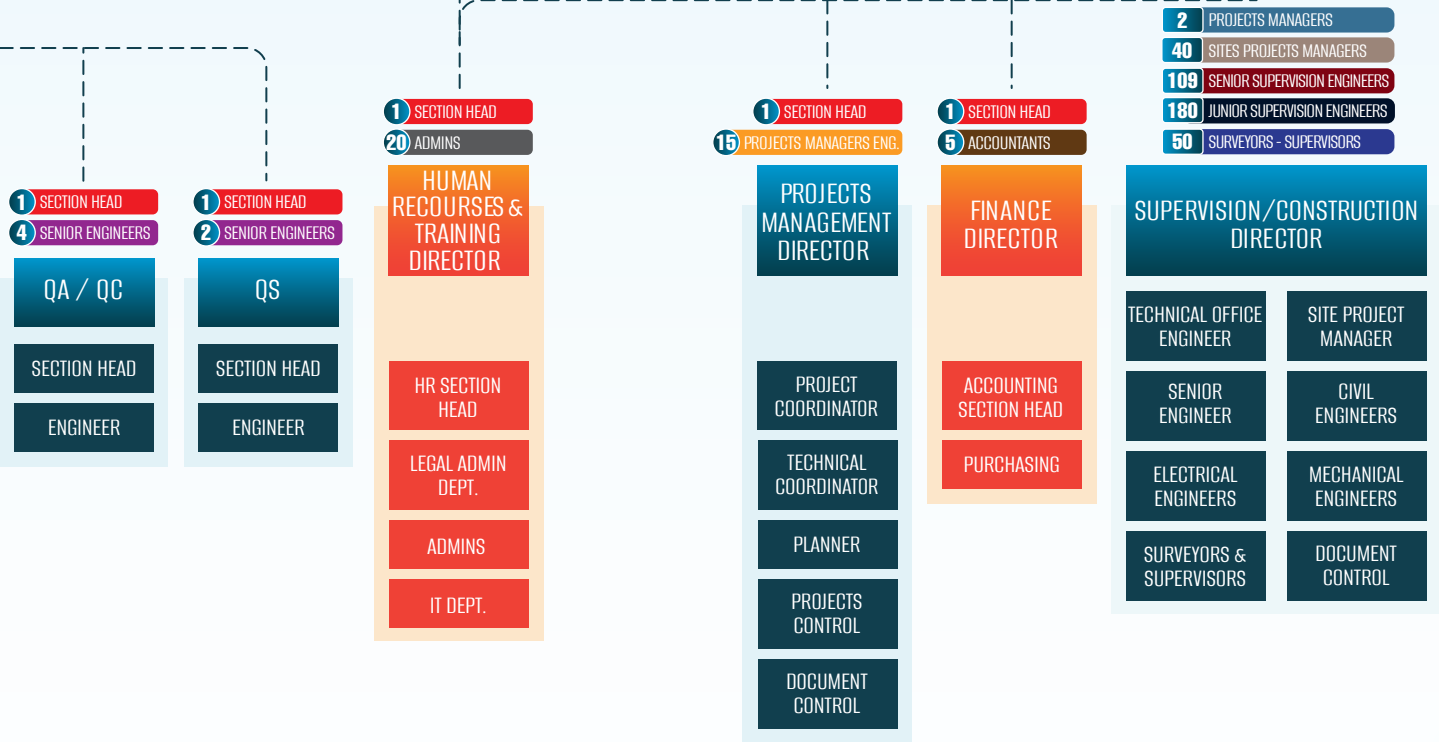 1 SECTION HEAD
4 SENIOR ENGINEERS
QA / QC
SECTION HEAD
ENGINEER
1 SECTION HEAD
2 SENIOR ENGINEERS
QS
SECTION HEAD
ENGINEER
1 SECTION HEAD
20 ADMINS
HUMAN
RECOURSES &
TRAINING
DIRECTOR
HR SECTION
HEAD
LEGAL ADMIN
DEPT.
ADMINS
IT DEPT.
1 SECTION HEAD
15 PROJECTS MANAGERS ENG.
PROJECTS
MANAGEMENT
DIRECTOR
PROJECT
COORDINATOR
TECHNICAL
COORDINATOR
PLANNER
PROJECTS
CONTROL
DOCUMENT
CONTROL
1 SECTION HEAD
5 ACCOUNTANTS
FINANCE
DIRECTOR
ACCOUNTING
SECTION HEAD
PURCHASING
2 PROJECTS MANAGERS
40 SITES PROJECTS MANAGERS
109 SENIOR SUPERVISION ENGINEERS
180 JUNIOR SUPERVISION ENGINEERS
50 SURVEYORS - SUPERVISORS
SUPERVISION/CONSTRUCTION
DIRECTOR
TECHNICAL OFFICE
ENGINEER
SITE PROJECT
MANAGER
SENIOR
ENGINEER
CIVIL
ENGINEERS
ELECTRICAL
ENGINEERS
MECHANICAL
ENGINEERS
SURVEYORS &
SUPERVISORS
DOCUMENT
CONTROL